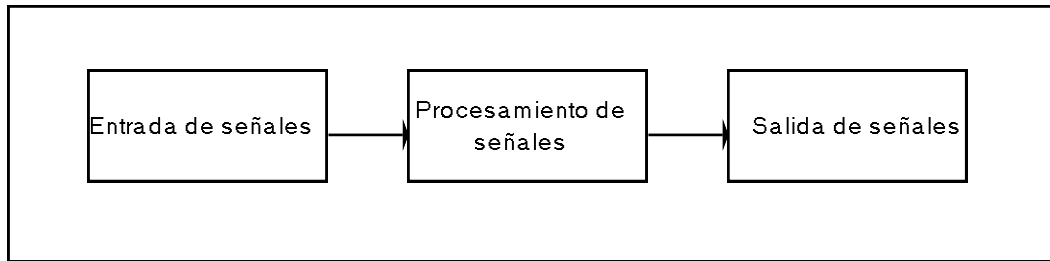 Entrada de señales
Procesamiento de
señales
Salida de señales